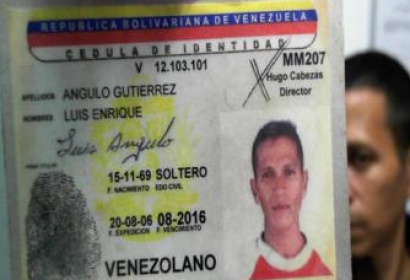 REPUBLICA BOLIVARIANA DE VENEZUELA
CEDULA DE IDENTIDAD
V 12.103.101
MM207
Hugo Cabezas
Director
APELLIDOS ANGULO GUTIERREZ
NOMBRES LUIS ENRIQUE
Luis Angulo
15-11-69 SOLTERO
F. NACIMIENTO EDO CIVIL
20-08-06 08-2016
F. EXPEDICION F. VENCIMIENTO
VENEZOLANO